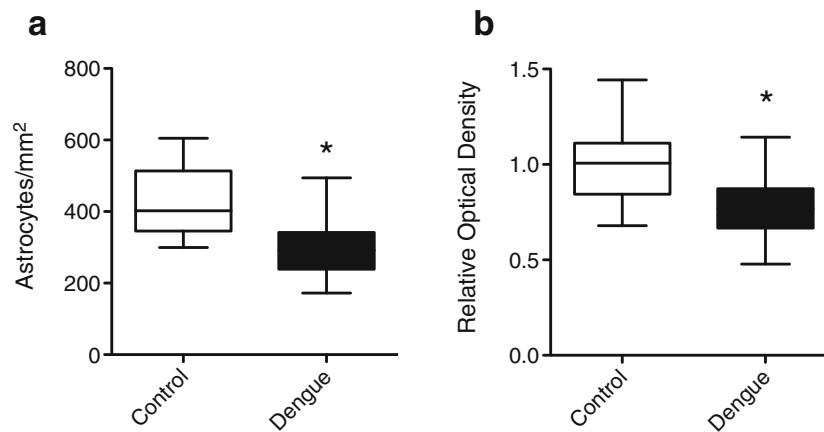 a
800
600
400
200
0
Astrocytes/mm²
*
Control
Dengue
b
1.5
1.0
0.5
0.0
Relative Optical Density
*
Control
Dengue